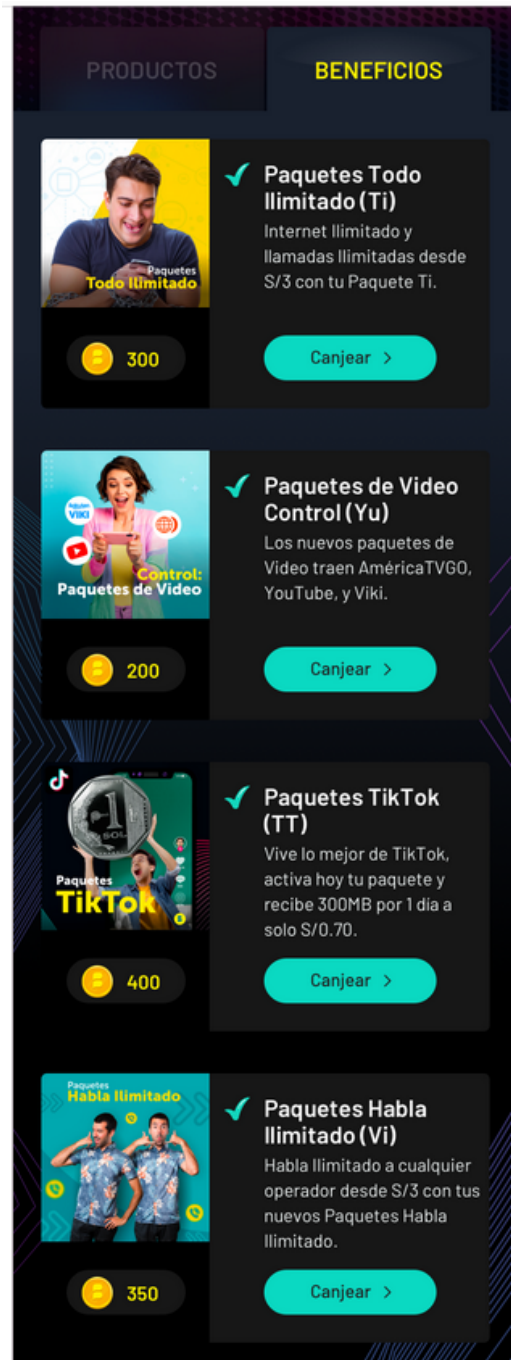 PRODUCTOS
BENEFICIOS
Paquetes
Todo Ilimitado
300
Paquetes Todo
Ilimitado (Ti)
Internet Ilimitado y
llamadas Ilimitadas desde
S/3 con tu Paquete Ti.
Canjear >
Rakuten
VIKI
Control:
Paquetes de Video
200
Paquetes de Video
Control (Yu)
Los nuevos paquetes de
Video traen AméricaTVGO,
YouTube, y Viki.
Canjear >
1
SOL
Paquetes
TikTok
400
Paquetes TikTok
(TT)
Vive lo mejor de TikTok,
activa hoy tu paquete y
recibe 300MB por 1 día a
solo S/0.70.
Canjear >
Paquetes
Habla Ilimitado
350
Paquetes Habla
Ilimitado (Vi)
Habla Ilimitado a cualquier
operador desde S/3 con tus
nuevos Paquetes Habla
Ilimitado.
Canjear >